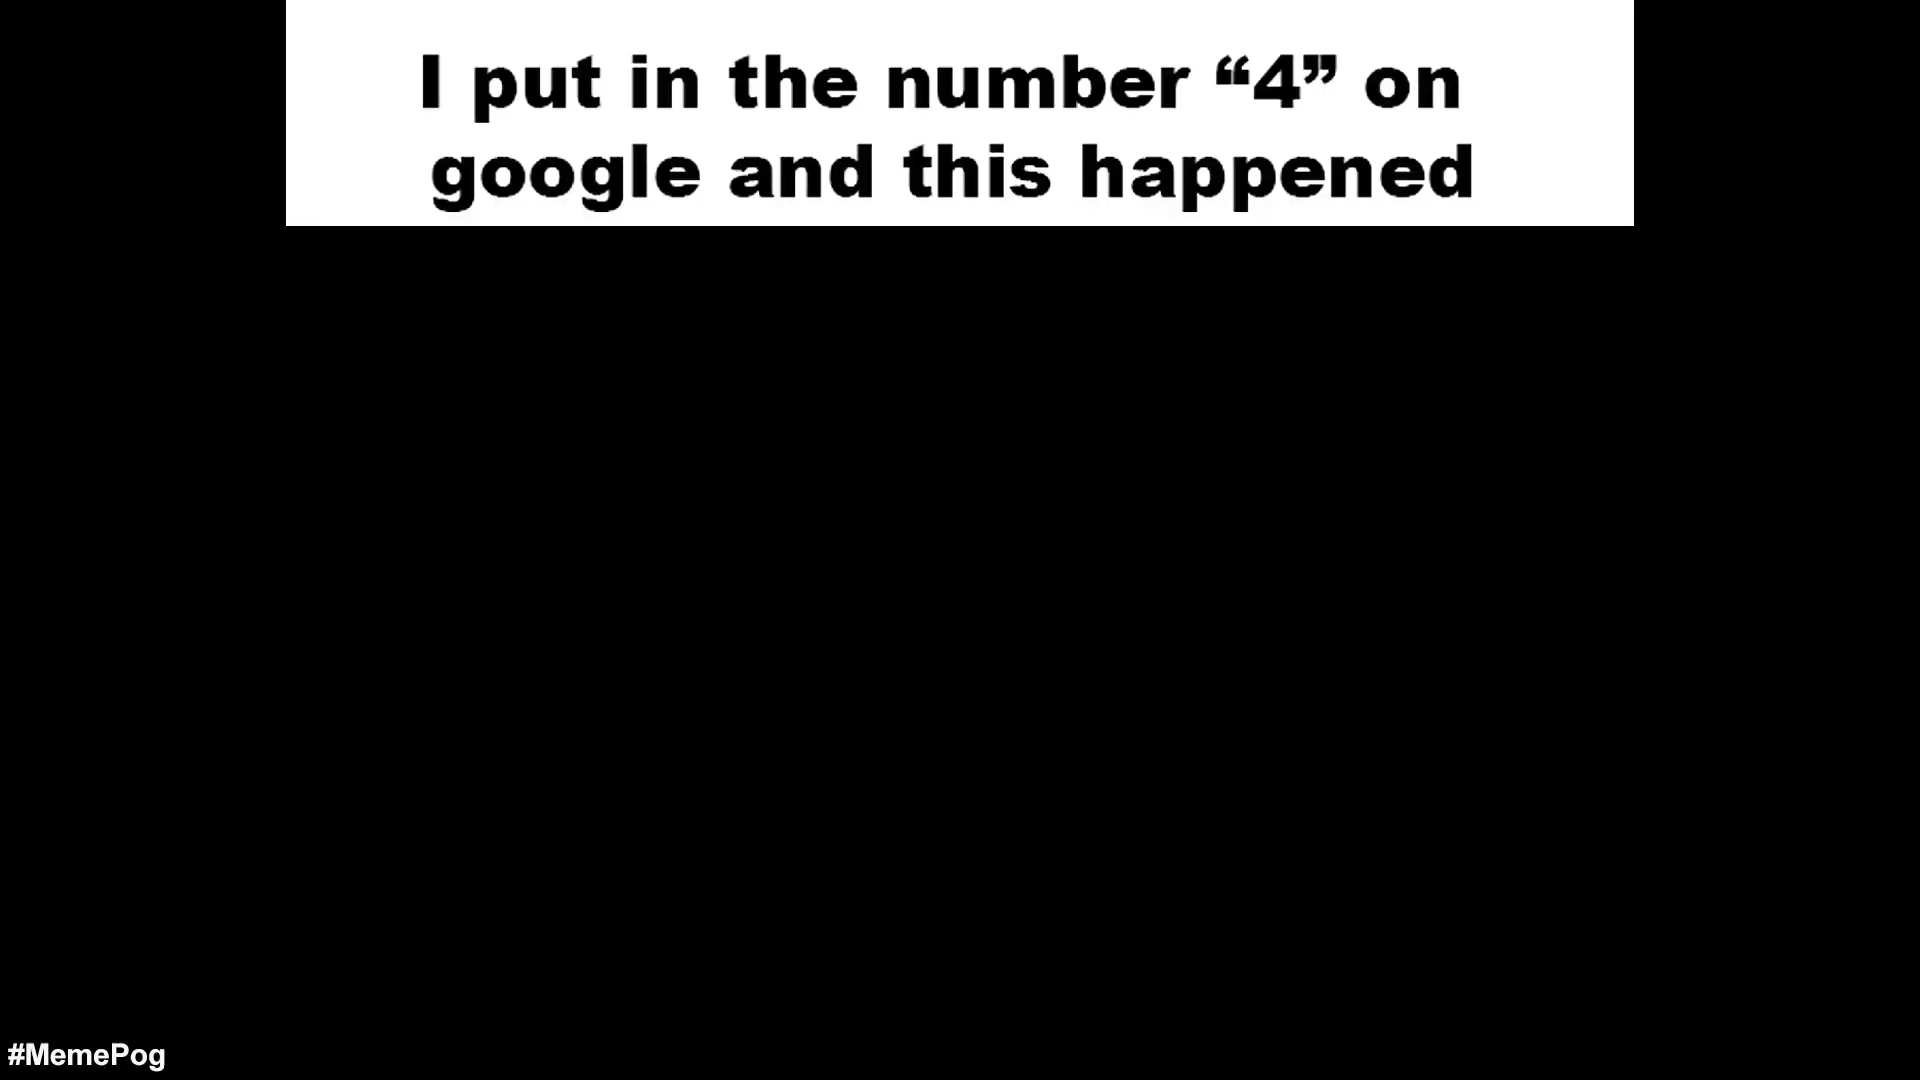 I put in the number “4” on
google and this happened
#MemePog